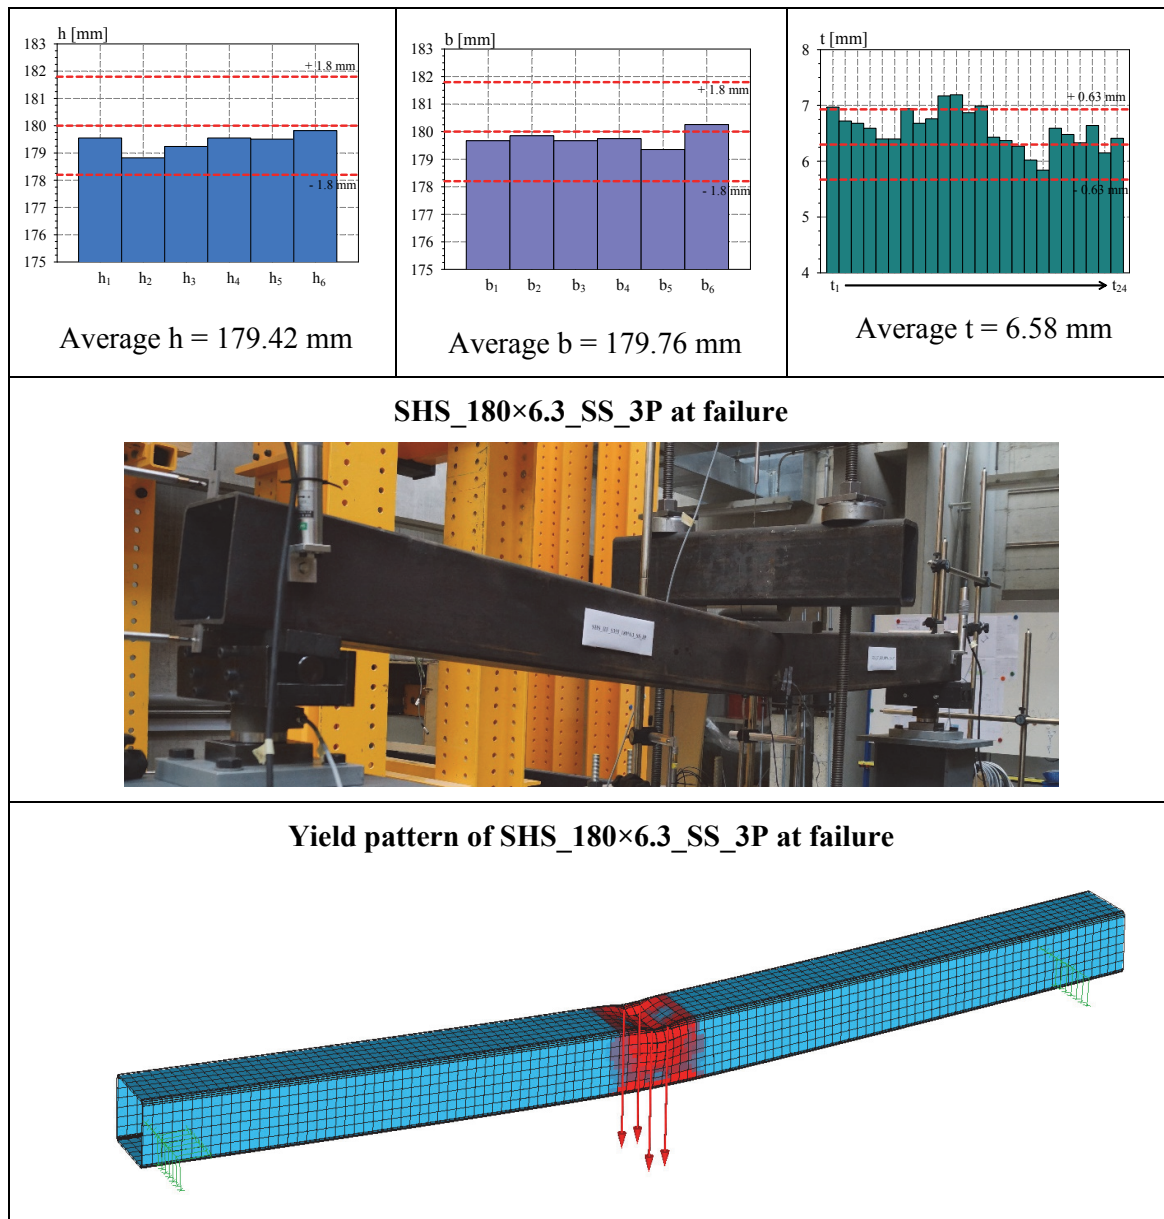 h [mm]
183
182
181
180
179
178
177
176
175
+ 1.8 mm
- 1.8 mm
h1 h2 h3 h4 h5 h6
Average h = 179.42 mm
b [mm]
183
182
181
180
179
178
177
176
175
+ 1.8 mm
- 1.8 mm
b1 b2 b3 b4 b5 b6
Average b = 179.76 mm
t [mm]
8
7
6
5
4
+ 0.63 mm
- 0.63 mm
t1 t24
Average t = 6.58 mm
SHS_180×6.3_SS_3P at failure
Yield pattern of SHS_180×6.3_SS_3P at failure